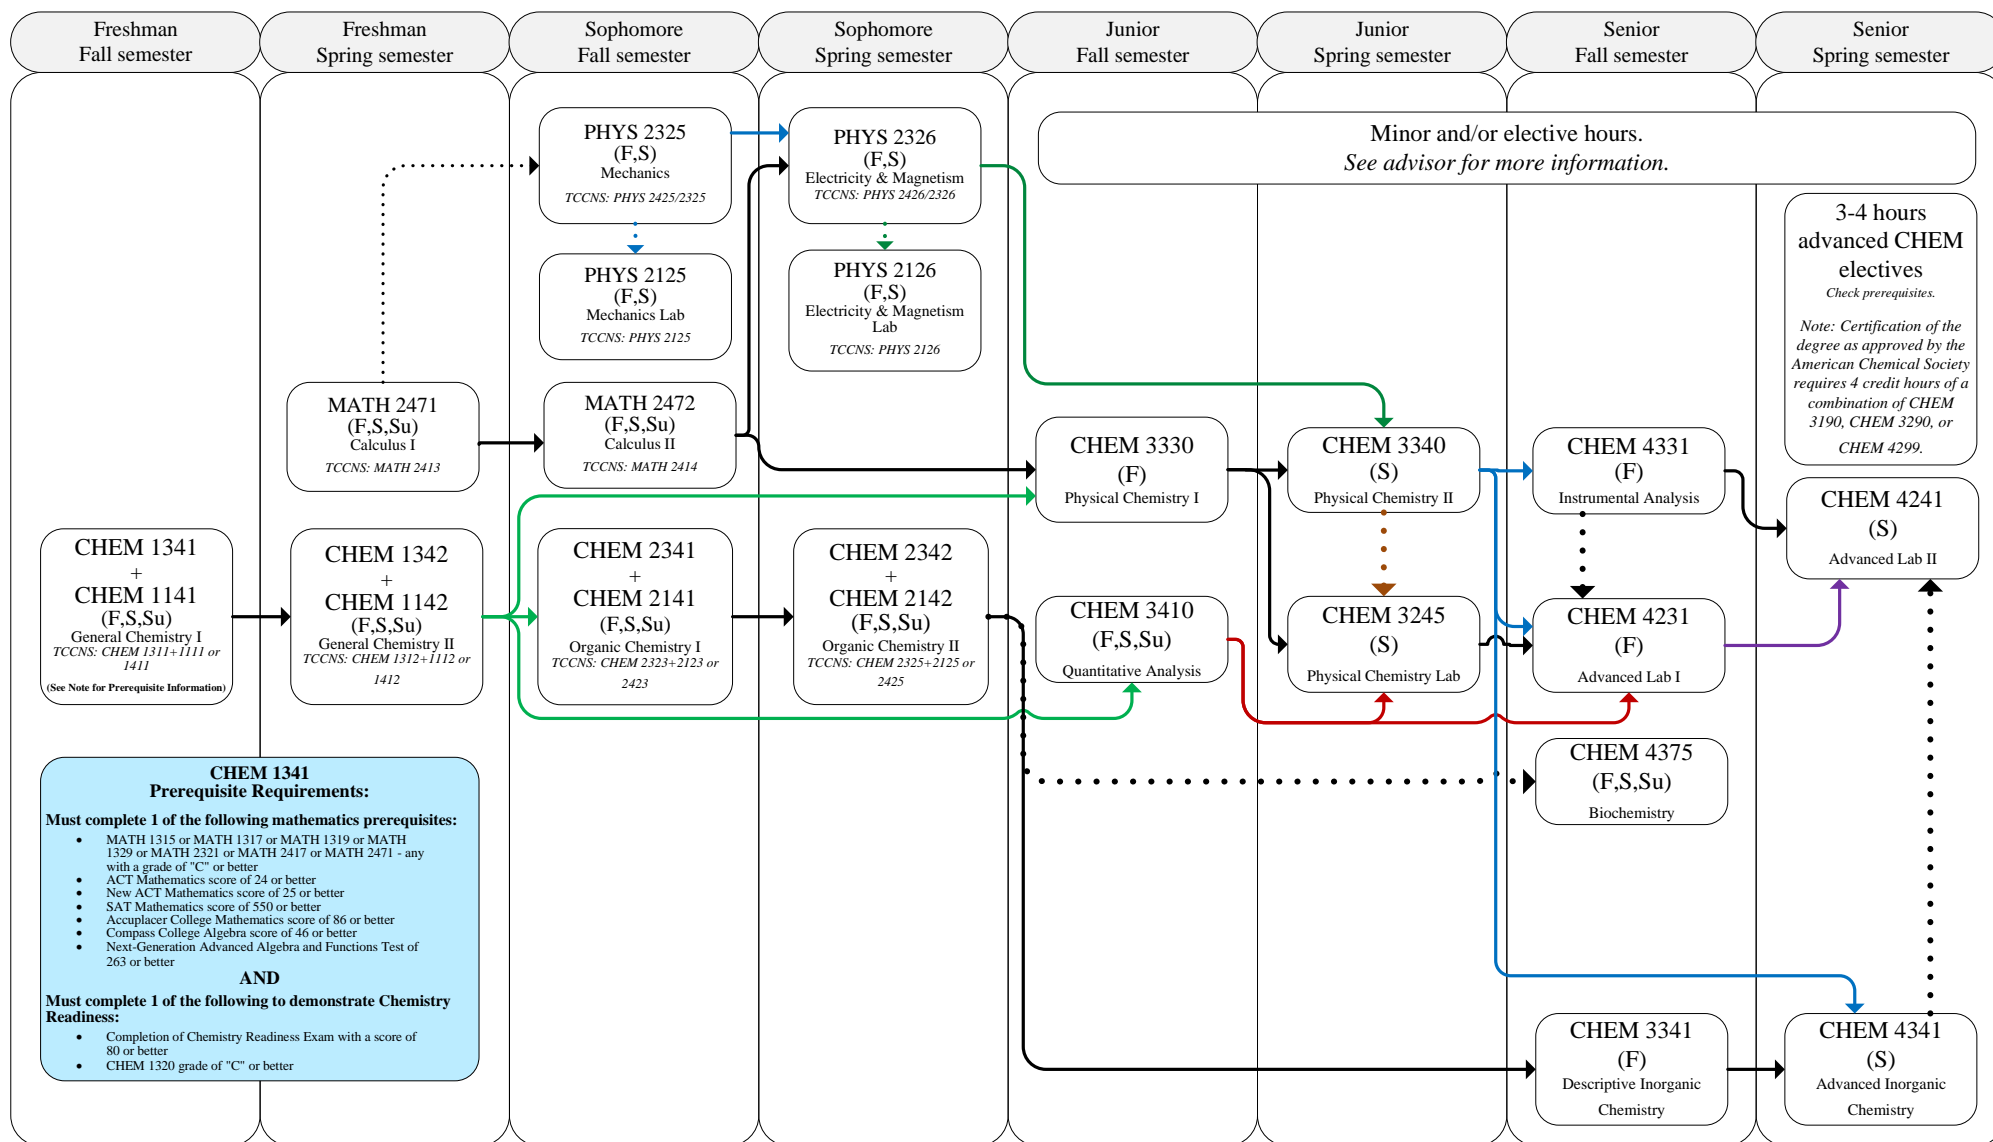 Freshman
Fall semester
Freshman
Spring semester
Sophomore
Fall semester
Sophomore
Spring semester
Junior
Fall semester
Junior
Spring semester
Senior
Fall semester
Senior
Spring semester
Minor and/or elective hours.
See advisor for more information.
PHYS 2325
(F,S)
Mechanics
TCCNS: PHYS 2425/2325
PHYS 2326
(F,S)
Electricity & Magnetism
TCCNS: PHYS 2426/2326
PHYS 2125
(F,S)
Mechanics Lab
TCCNS: PHYS 2125
PHYS 2126
(F,S)
Electricity & Magnetism
Lab
TCCNS: PHYS 2126
3-4 hours
advanced CHEM
electives
Check prerequisites.
Note: Certification of the
degree as approved by the
American Chemical Society
requires 4 credit hours of a
combination of CHEM
3190, CHEM 3290, or
CHEM 4299.
MATH 2471
(F,S,Su)
Calculus I
TCCNS: MATH 2413
MATH 2472
(F,S,Su)
Calculus II
TCCNS: MATH 2414
CHEM 3330
(F)
Physical Chemistry I
CHEM 3340
(S)
Physical Chemistry II
CHEM 4331
(F)
Instrumental Analysis
CHEM 4241
(S)
Advanced Lab II
CHEM 1341
+
CHEM 1141
(F,S,Su)
General Chemistry I
TCCNS: CHEM 1311+1111 or
1411
(See Note for Prerequisite Information)
CHEM 1342
+
CHEM 1142
(F,S,Su)
General Chemistry II
TCCNS: CHEM 1312+1112 or
1412
CHEM 2341
+
CHEM 2141
(F,S,Su)
Organic Chemistry I
TCCNS: CHEM 2323+2123 or
2423
CHEM 2342
+
CHEM 2142
(F,S,Su)
Organic Chemistry II
TCCNS: CHEM 2325+2125 or
2425
CHEM 3410
(F,S,Su)
Quantitative Analysis
CHEM 3245
(S)
Physical Chemistry Lab
CHEM 4231
(F)
Advanced Lab I
CHEM 4375
(F,S,Su)
Biochemistry
CHEM 1341
Prerequisite Requirements:
Must complete 1 of the following mathematics prerequisites:
• MATH 1315 or MATH 1317 or MATH 1319 or MATH
1329 or MATH 2321 or MATH 2417 or MATH 2471 - any
with a grade of "C" or better
• ACT Mathematics score of 24 or better
• New ACT Mathematics score of 25 or better
• SAT Mathematics score of 550 or better
• Accuplacer College Mathematics score of 86 or better
• Compass College Algebra score of 46 or better
• Next-Generation Advanced Algebra and Functions Test of
263 or better
AND
Must complete 1 of the following to demonstrate Chemistry
Readiness:
• Completion of Chemistry Readiness Exam with a score of
80 or better
• CHEM 1320 grade of "C" or better
CHEM 3341
(F)
Descriptive Inorganic
Chemistry
CHEM 4341
(S)
Advanced Inorganic
Chemistry